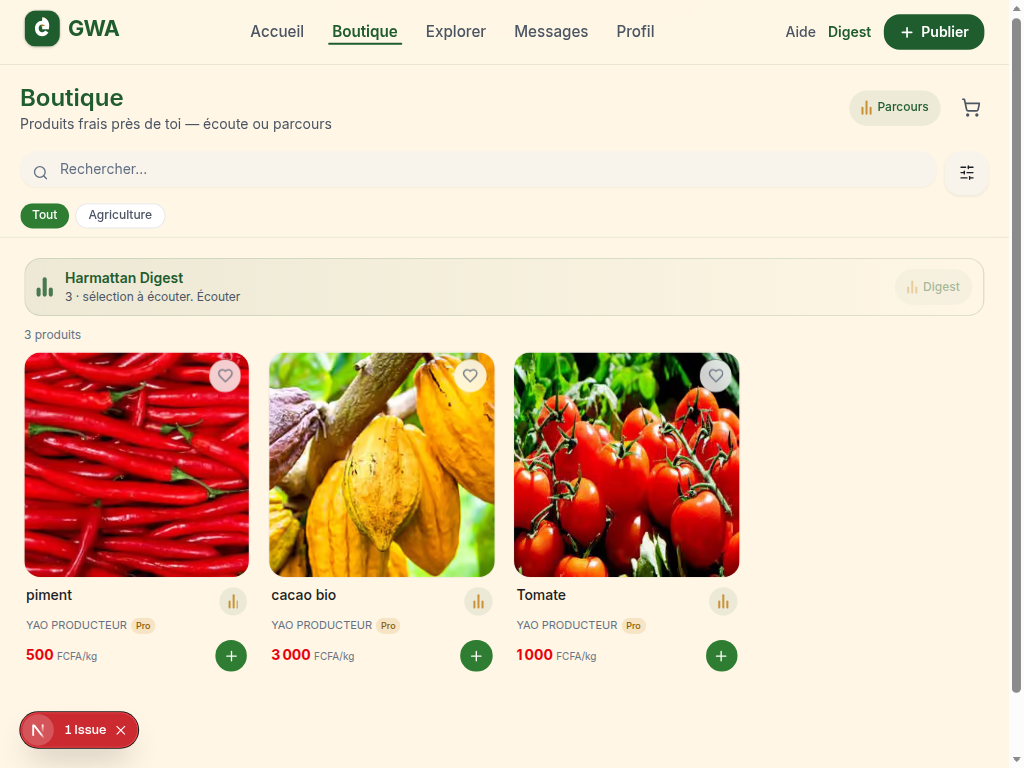 GWA
Accueil Boutique Explorer Messages Profil
Aide Digest + Publier
Boutique
Produits frais près de toi — écoute ou parcours
Parcours
Rechercher...
Tout Agriculture
Harmattan Digest
3 · sélection à écouter. Écouter
Digest
3 produits
piment
YAO PRODUCTEUR Pro
500 FCFA/kg
cacao bio
YAO PRODUCTEUR Pro
3 000 FCFA/kg
Tomate
YAO PRODUCTEUR Pro
1 000 FCFA/kg
N 1 Issue